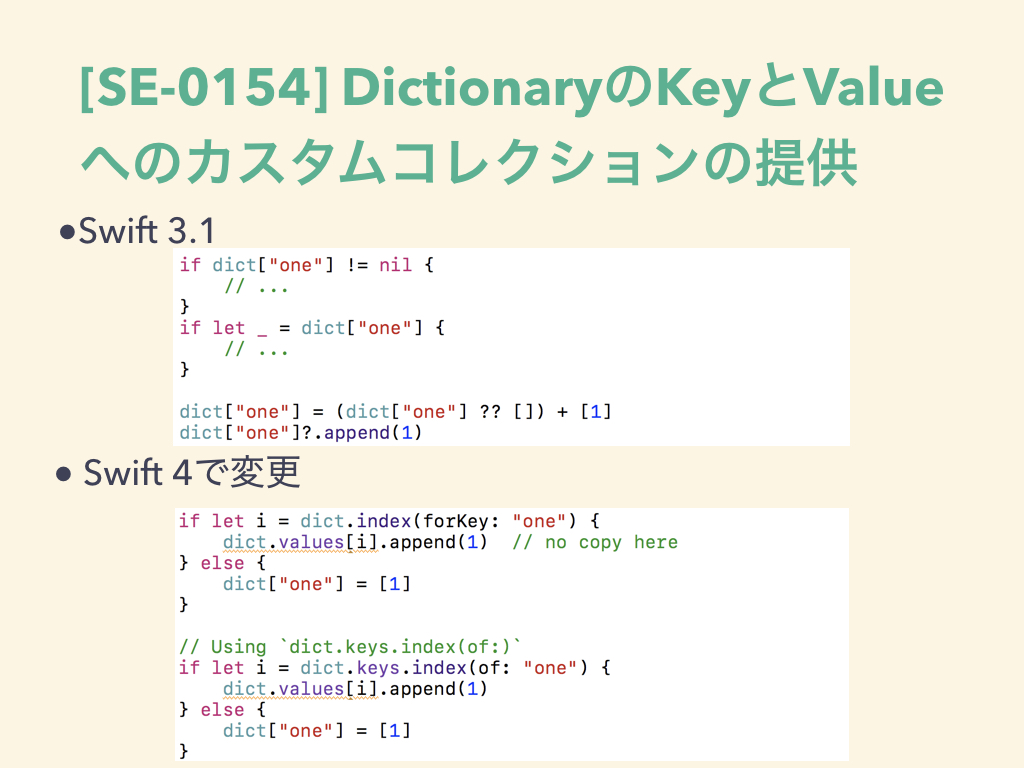 [SE-0154] DictionaryのKeyとValue
へのカスタムコレクションの提供
•Swift 3.1
if dict["one"] != nil {
    // ...
}
if let _ = dict["one"] {
    // ...
}

dict["one"] = (dict["one"] ?? []) + [1]
dict["one"]?.append(1)
• Swift 4で変更
if let i = dict.index(forKey: "one") {
    dict.values[i].append(1)  // no copy here
} else {
    dict["one"] = [1]
}

// Using `dict.keys.index(of:)`
if let i = dict.keys.index(of: "one") {
    dict.values[i].append(1)
} else {
    dict["one"] = [1]
}